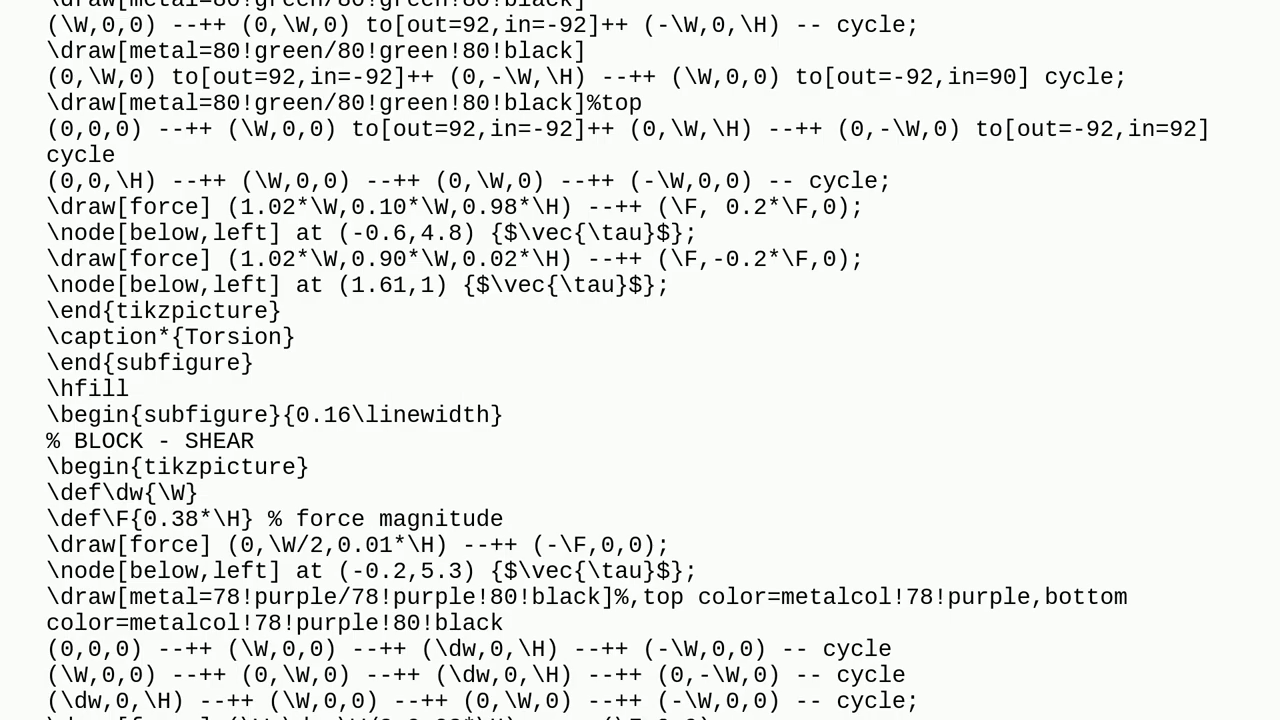 \draw[metal=80!green/80!green!80!black]
(\W,0,0) --++ (0,\W,0) to[out=92,in=-92]++ (-\W,0,\H) -- cycle;
\draw[metal=80!green/80!green!80!black]
(0,\W,0) to[out=92,in=-92]++ (0,-\W,\H) --++ (\W,0,0) to[out=-92,in=90] cycle;
\draw[metal=80!green/80!green!80!black]%top
(0,0,0) --++ (\W,0,0) to[out=92,in=-92]++ (0,\W,\H) --++ (0,-\W,0) to[out=-92,in=92]
cycle
(0,0,\H) --++ (\W,0,0) --++ (0,\W,0) --++ (-\W,0,0) -- cycle;
\draw[force] (1.02*\W,0.10*\W,0.98*\H) --++ (\F, 0.2*\F,0);
\node[below,left] at (-0.6,4.8) {$\vec{\tau}$};
\draw[force] (1.02*\W,0.90*\W,0.02*\H) --++ (\F,-0.2*\F,0);
\node[below,left] at (1.61,1) {$\vec{\tau}$};
\end{tikzpicture}
\caption*{Torsion}
\end{subfigure}
\hfill
\begin{subfigure}{0.16\linewidth}
% BLOCK - SHEAR
\begin{tikzpicture}
\def\dw{\W}
\def\F{0.38*\H} % force magnitude
\draw[force] (0,\W/2,0.01*\H) --++ (-\F,0,0);
\node[below,left] at (-0.2,5.3) {$\vec{\tau}$};
\draw[metal=78!purple/78!purple!80!black]%,top color=metalcol!78!purple,bottom
color=metalcol!78!purple!80!black
(0,0,0) --++ (\W,0,0) --++ (\dw,0,\H) --++ (-\W,0,0) -- cycle
(\W,0,0) --++ (0,\W,0) --++ (\dw,0,\H) --++ (0,-\W,0) -- cycle
(\dw,0,\H) --++ (\W,0,0) --++ (0,\W,0) --++ (-\W,0,0) -- cycle;